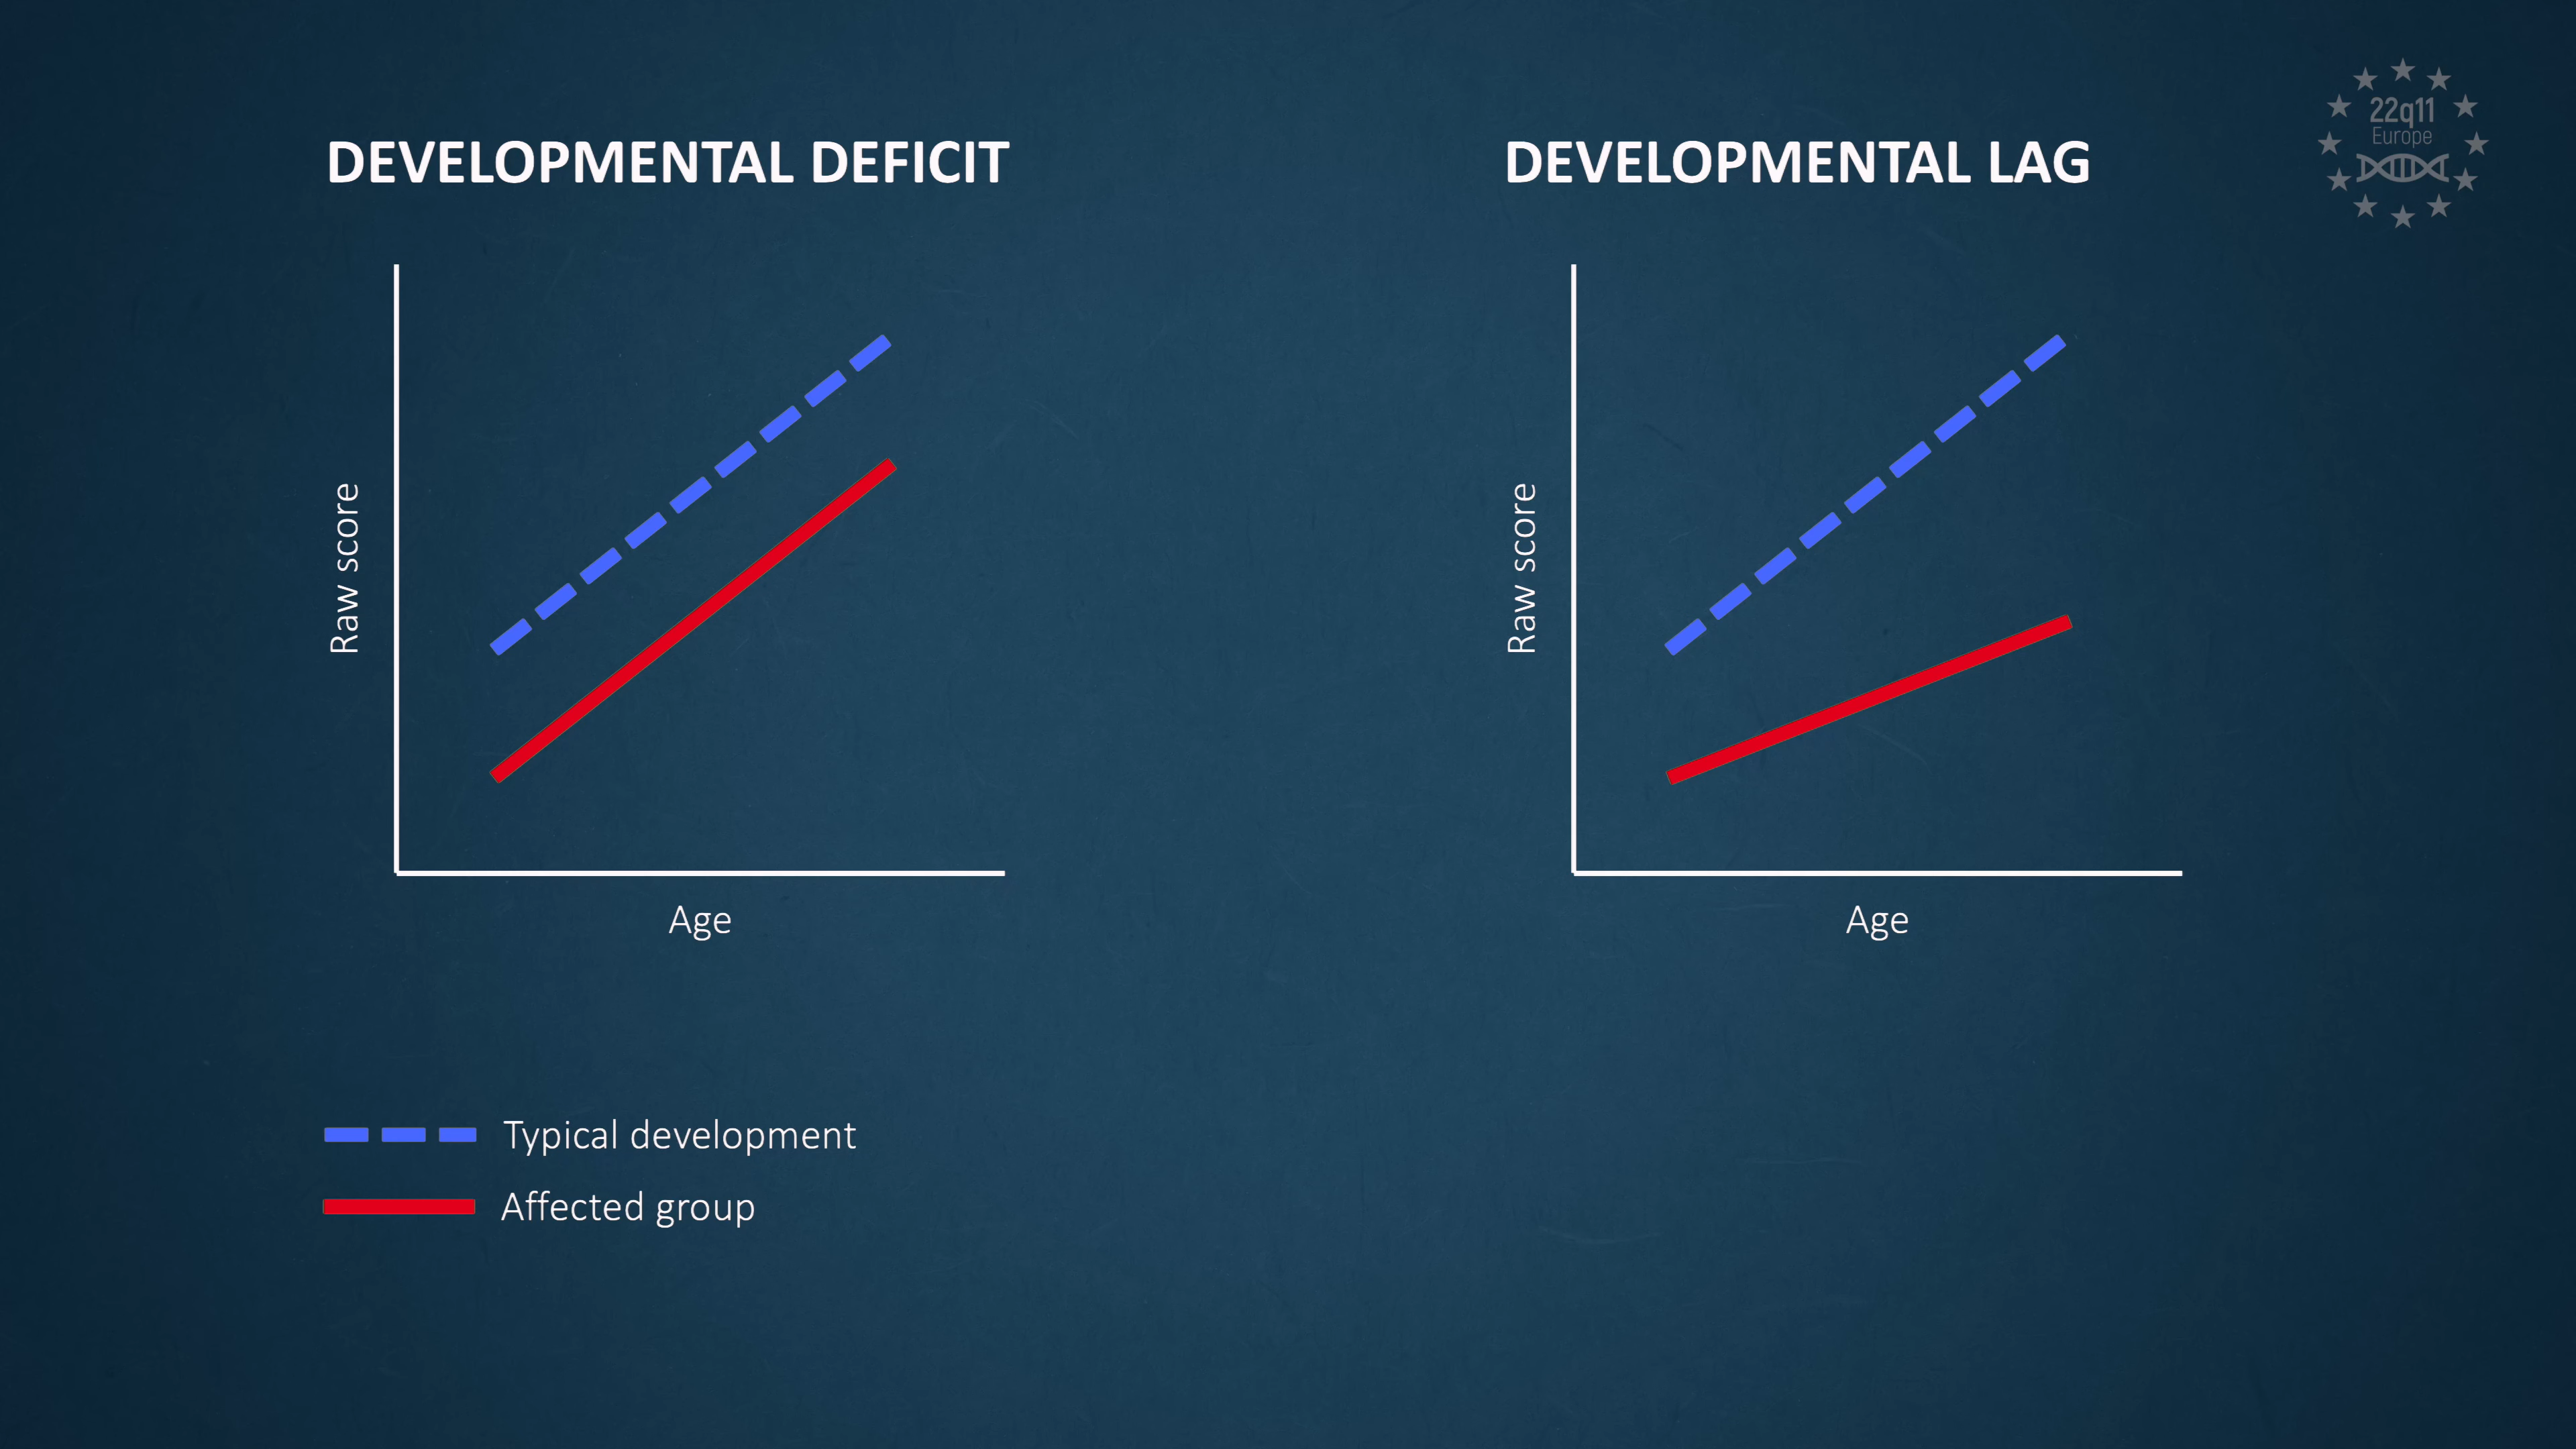 DEVELOPMENTAL DEFICIT
DEVELOPMENTAL LAG
22q11
Europe
Raw score
Age
Raw score
Age
Typical development
Affected group